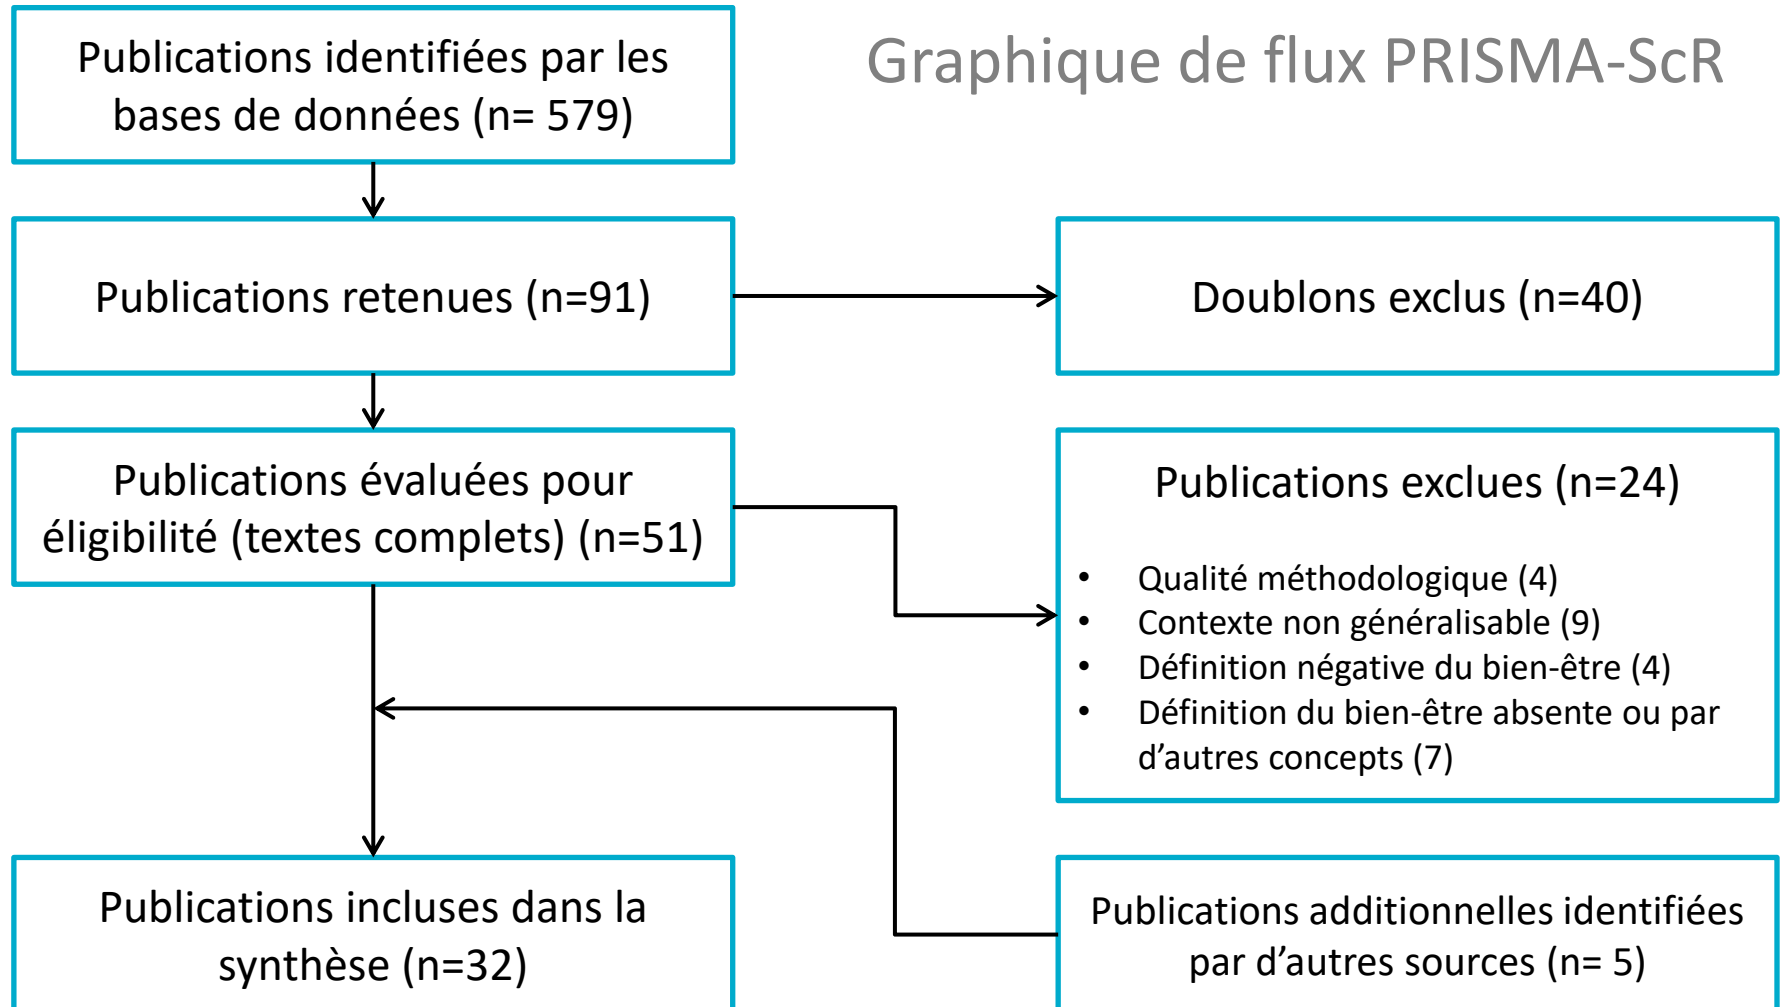 Graphique de flux PRISMA-ScR
Publications identifiées par les
bases de données (n= 579)
Publications retenues (n=91)
Doublons exclus (n=40)
Publications évaluées pour
éligibilité (textes complets) (n=51)
Publications exclues (n=24)
• Qualité méthodologique (4)
• Contexte non généralisable (9)
• Définition négative du bien-être (4)
• Définition du bien-être absente ou par
d’autres concepts (7)
Publications incluses dans la
synthèse (n=32)
Publications additionnelles identifiées
par d’autres sources (n= 5)